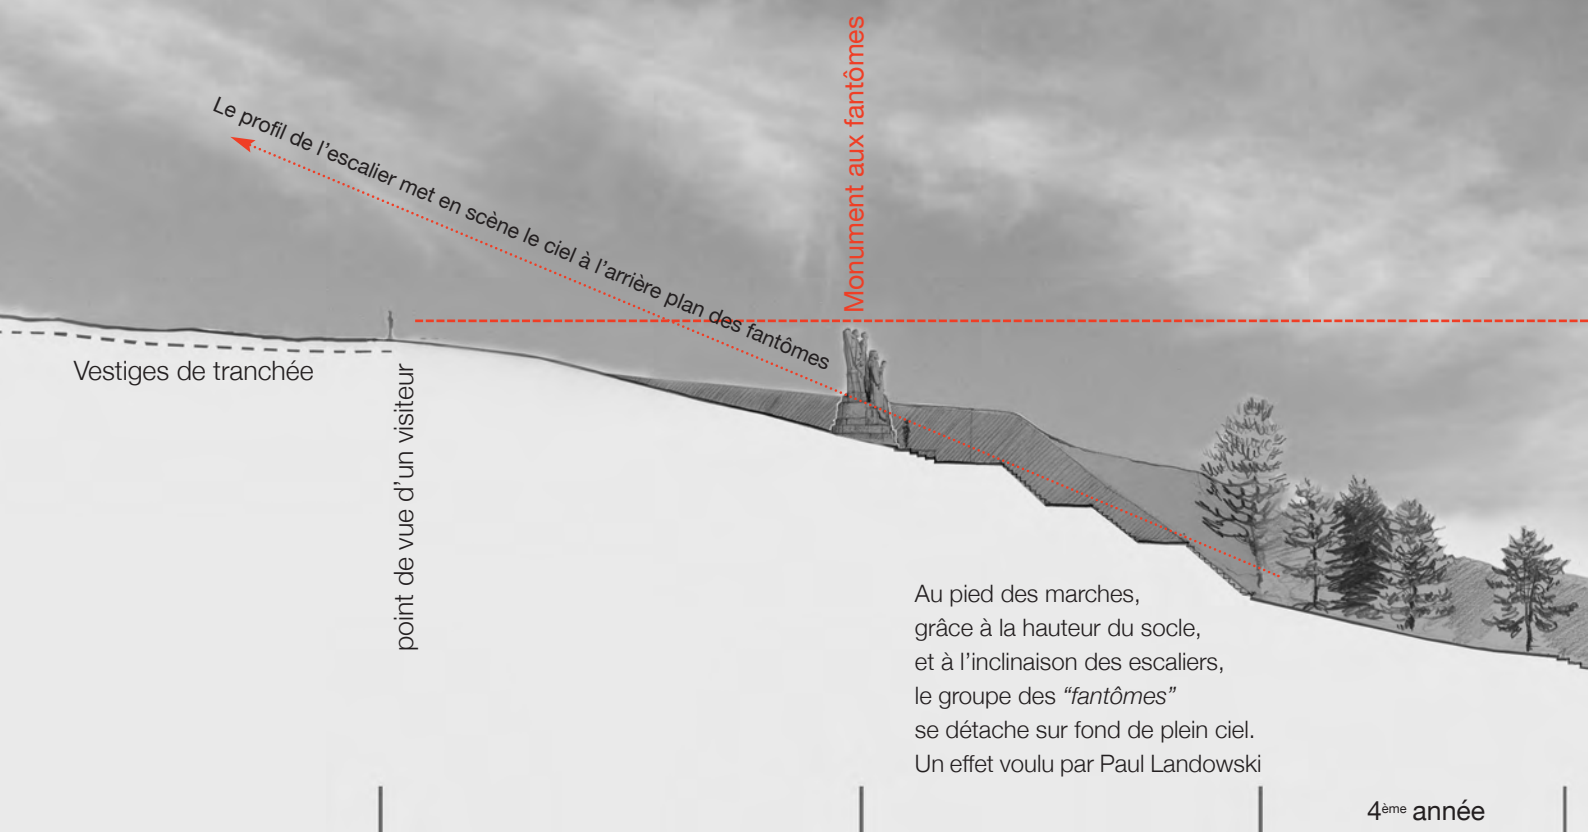 Monument aux fantômes
Le profil de l’escalier met en scène le ciel à l’arrière plan des fantômes
Vestiges de tranchée
point de vue d’un visiteur
Au pied des marches,
grâce à la hauteur du socle,
et à l’inclinaison des escaliers,
le groupe des “fantômes”
se détache sur fond de plein ciel.
Un effet voulu par Paul Landowski
4ème année